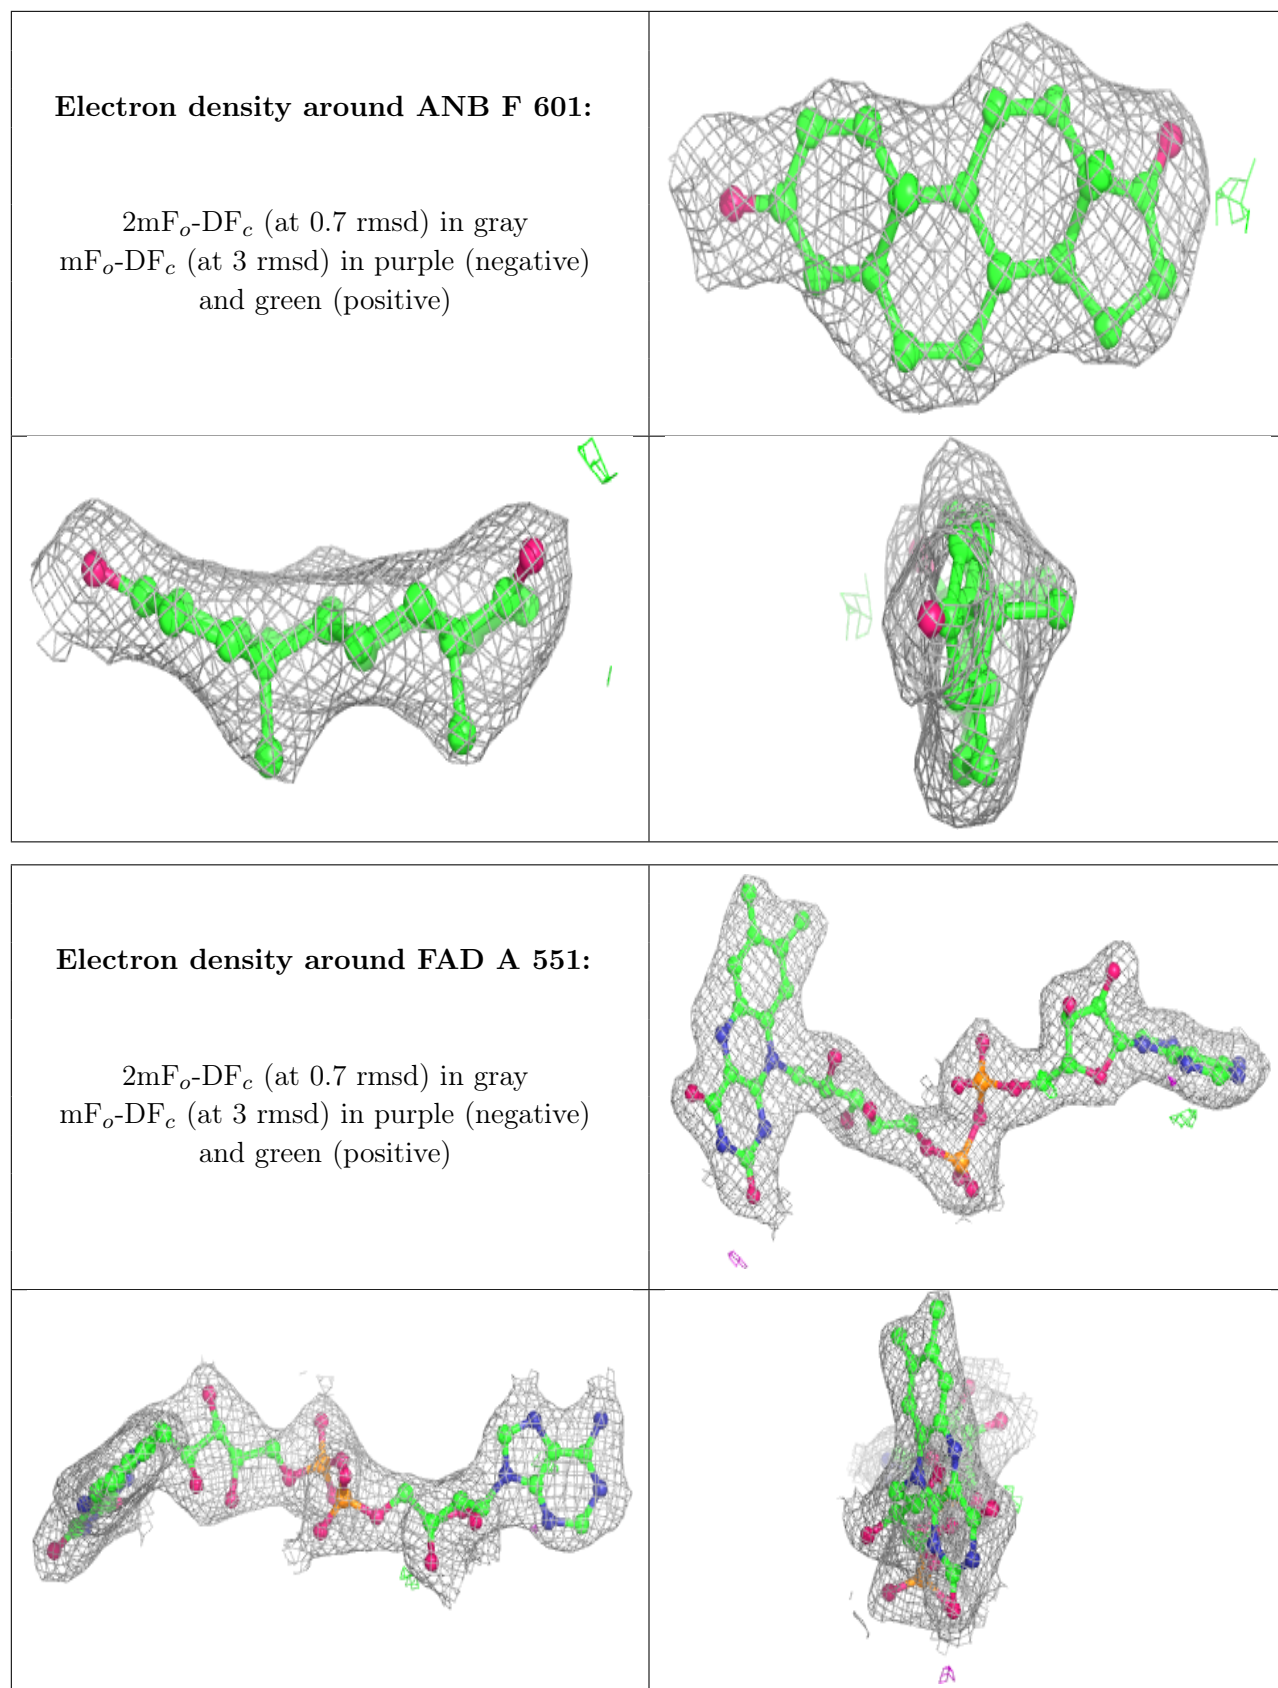 Electron density around ANB F 601:
2mFo-DFc (at 0.7 rmsd) in gray
mFo-DFc (at 3 rmsd) in purple (negative)
and green (positive)
Electron density around FAD A 551:
2mFo-DFc (at 0.7 rmsd) in gray
mFo-DFc (at 3 rmsd) in purple (negative)
and green (positive)